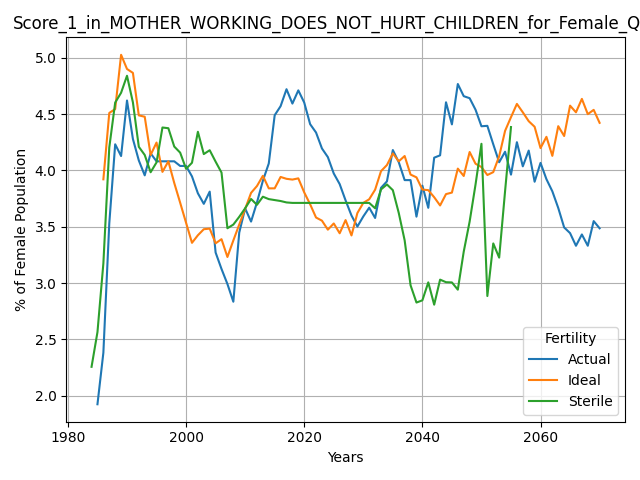 Score_1_in_MOTHER_WORKING_DOES_NOT_HURT_CHILDREN_for_Female_Q
5.0
4.5
4.0
3.5
3.0
2.5
2.0
% of Female Population
1980
2000
2020
2040
2060
Years
Fertility
Actual
Ideal
Sterile